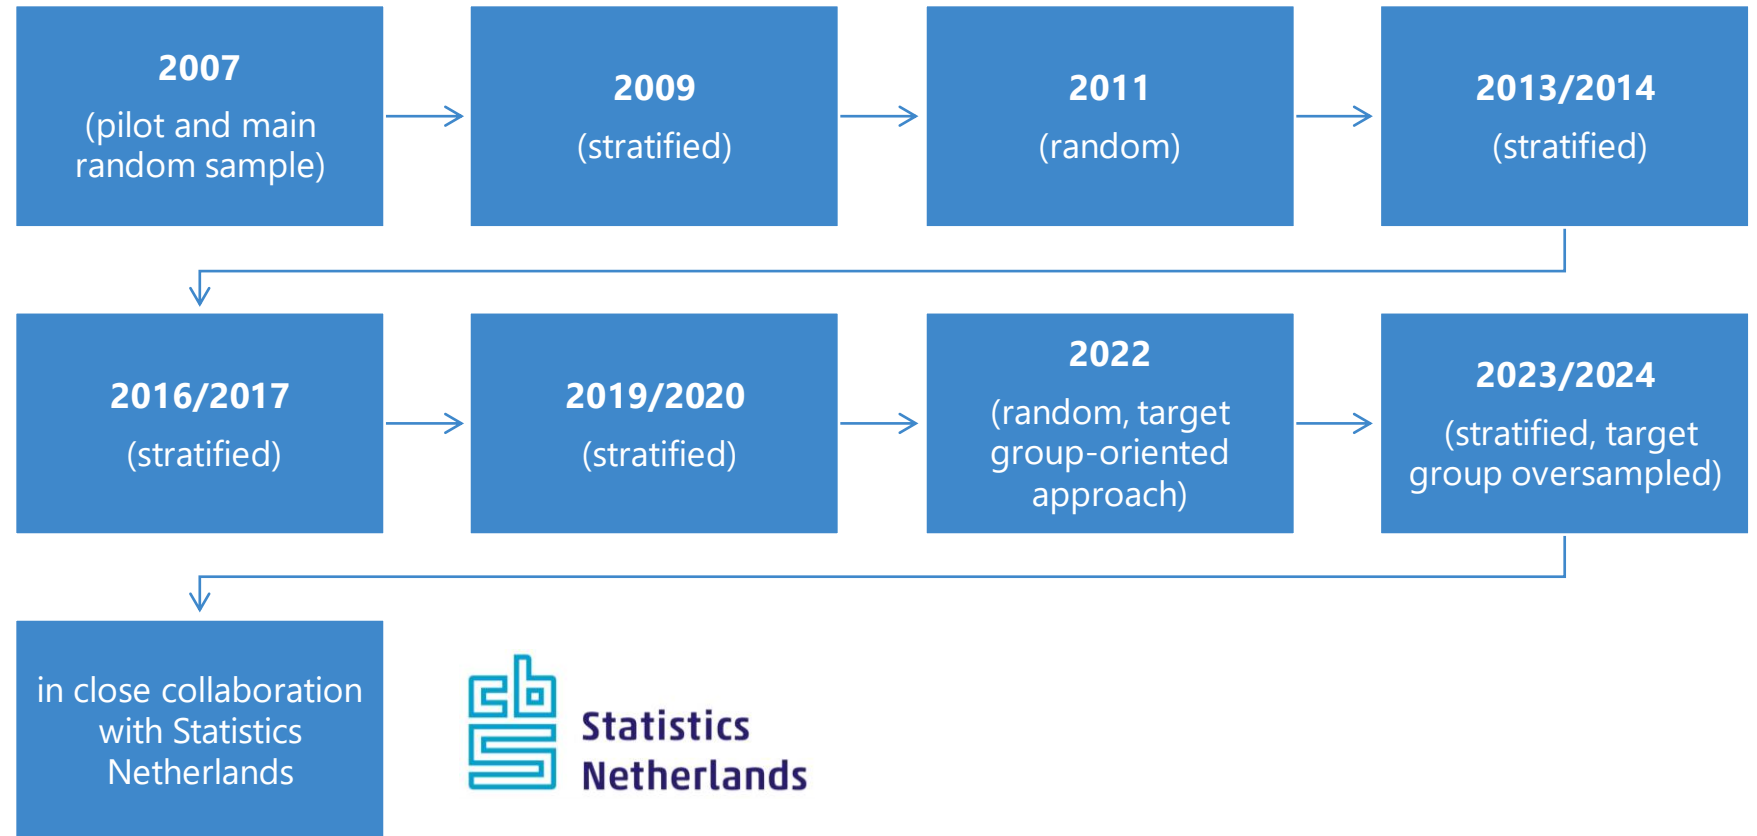 2007
(pilot and main
random sample)
2009
(stratified)
2011
(random)
2013/2014
(stratified)
2016/2017
(stratified)
2019/2020
(stratified)
2022
(random, target
group-oriented
approach)
2023/2024
(stratified, target
group oversampled)
in close collaboration
with Statistics
Netherlands
cbs
Statistics
Netherlands